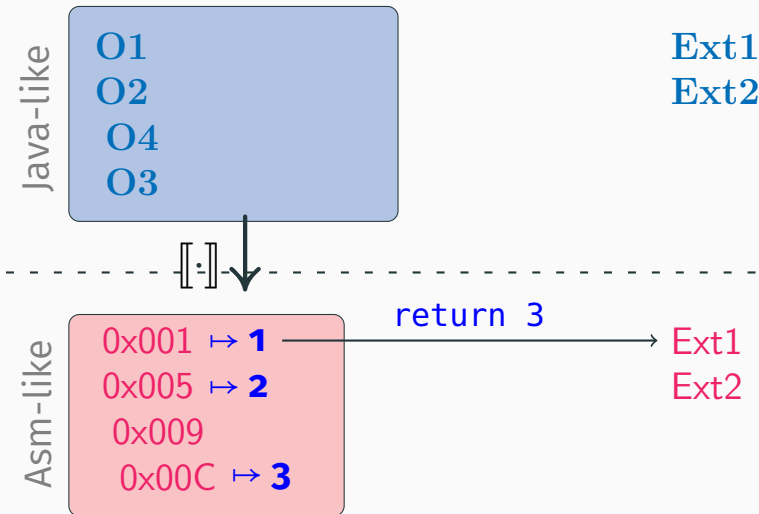 Java-like
O1 Ext1
O2 Ext2
O4
O3
⟦·⟧
Asm-like
return 3
0x001 ↦ 1 Ext1
0x005 ↦ 2 Ext2
0x009
0x00C ↦ 3